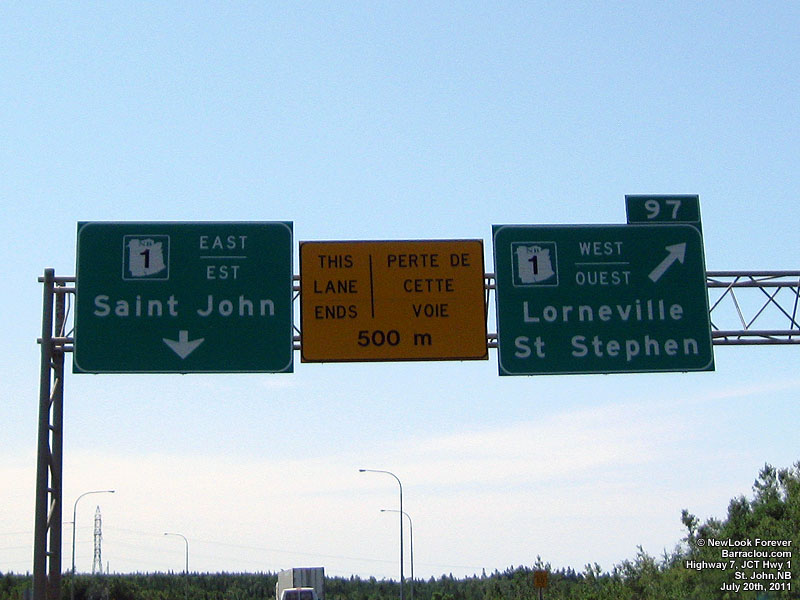 NB
1
EAST
EST
Saint John
THIS
LANE
ENDS
PERTE DE
CETTE
VOIE
500 m
97
1
WEST
OUEST
Lorneville
St Stephen
© NewLook Forever
Barraclou.com
Highway 7, JCT Hwy 1
St. John,NB
July 20th, 2011